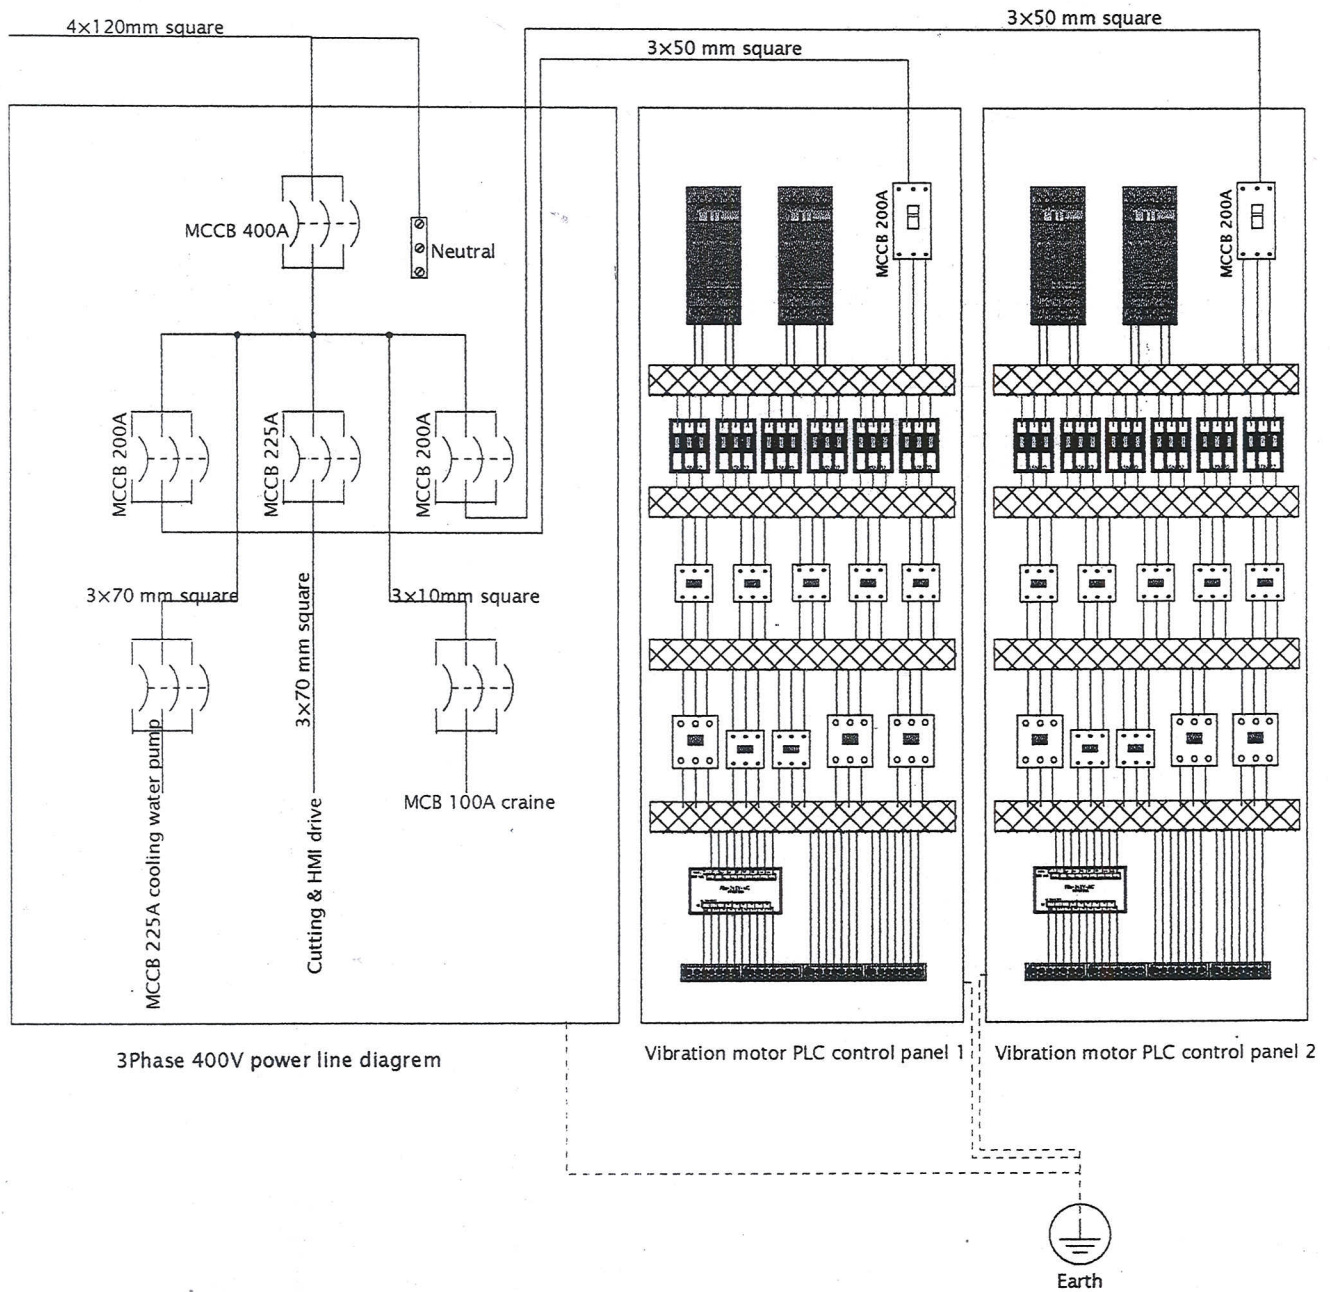 4×120mm square
3×50 mm square
3×50 mm square
MCCB 400A
Neutral
MCCB 200A
MCCB 225A
MCCB 200A
MCCB 200A
MCCB 200A
3×70 mm square
3×70 mm square
3×10mm square
MCCB 225A cooling water pump
Cutting & HMI drive
MCB 100A craine
3Phase 400V power line diagrem
Vibration motor PLC control panel 1
Vibration motor PLC control panel 2
Earth